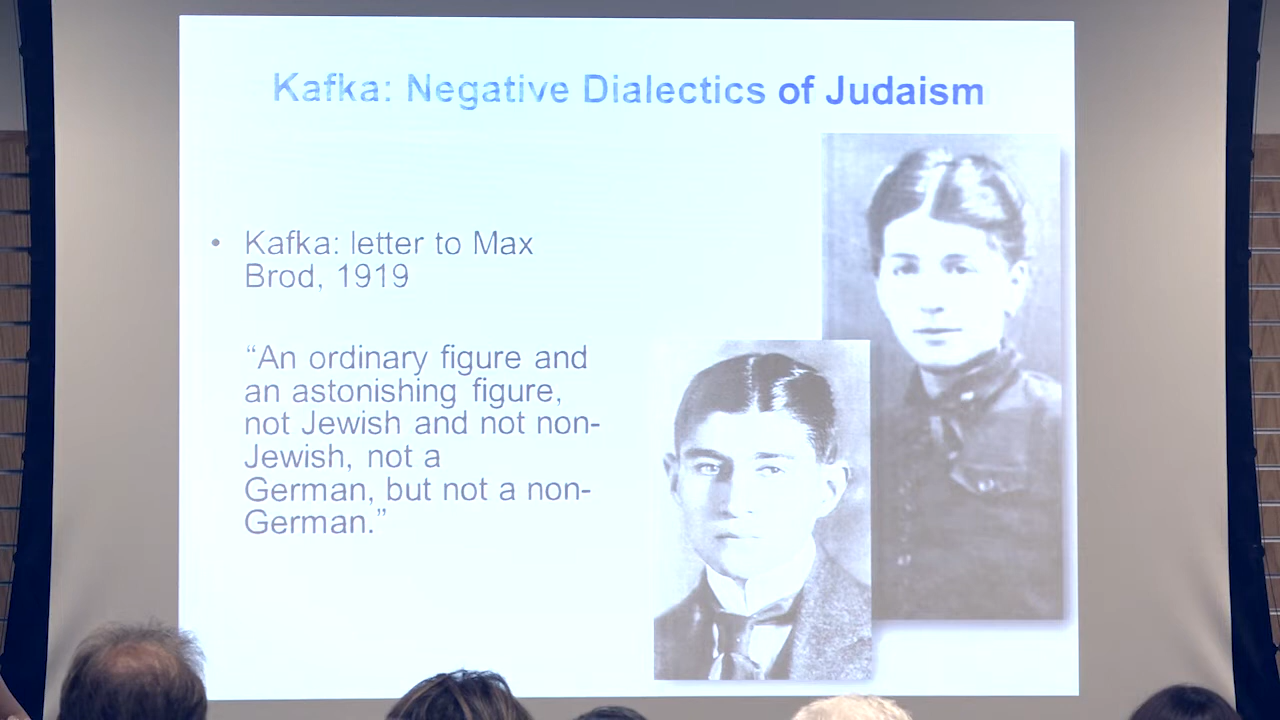 Kafka: Negative Dialectics of Judaism
• Kafka: letter to Max
Brod, 1919
“An ordinary figure and
an astonishing figure,
not Jewish and not non-
Jewish, not a
German, but not a non-
German.”